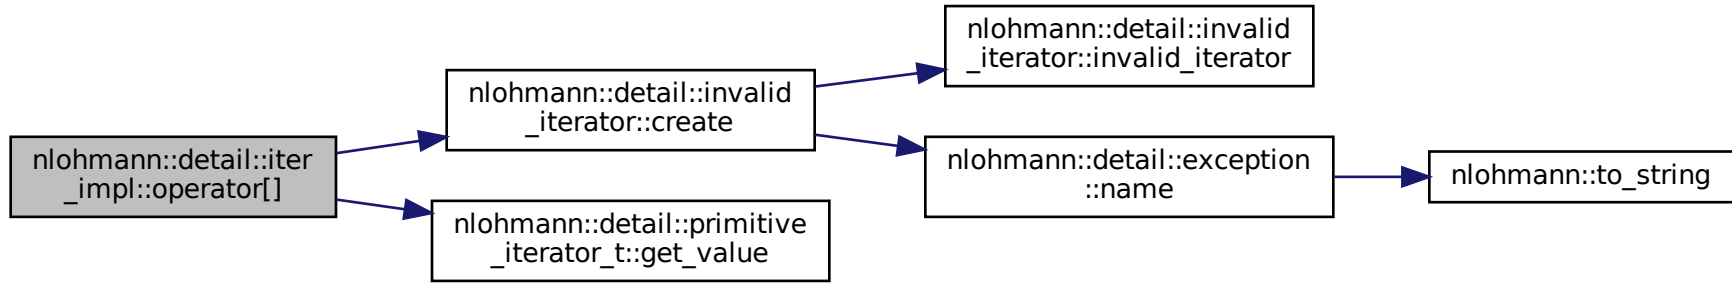 nlohmann::detail::iter
_impl::operator[]
nlohmann::detail::invalid
_iterator::create
nlohmann::detail::invalid
_iterator::invalid_iterator
nlohmann::detail::exception
::name
nlohmann::to_string
nlohmann::detail::primitive
_iterator_t::get_value